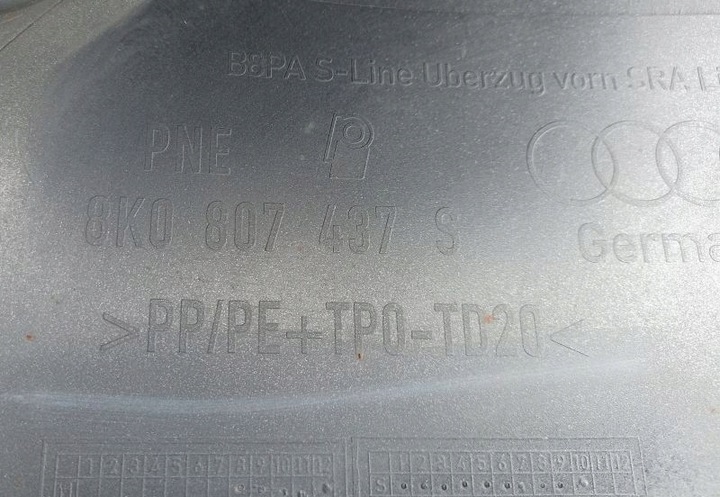 B8PA S-Line Überzug vorn SRA L
PNE
8K0 807 437 S
Germa
>PP/PE+TPO-TD20<
1 2 3 4 5 6 7 8 9 10 11 12
S 1 2 3 4 5 6 7 8 9 10 11 12